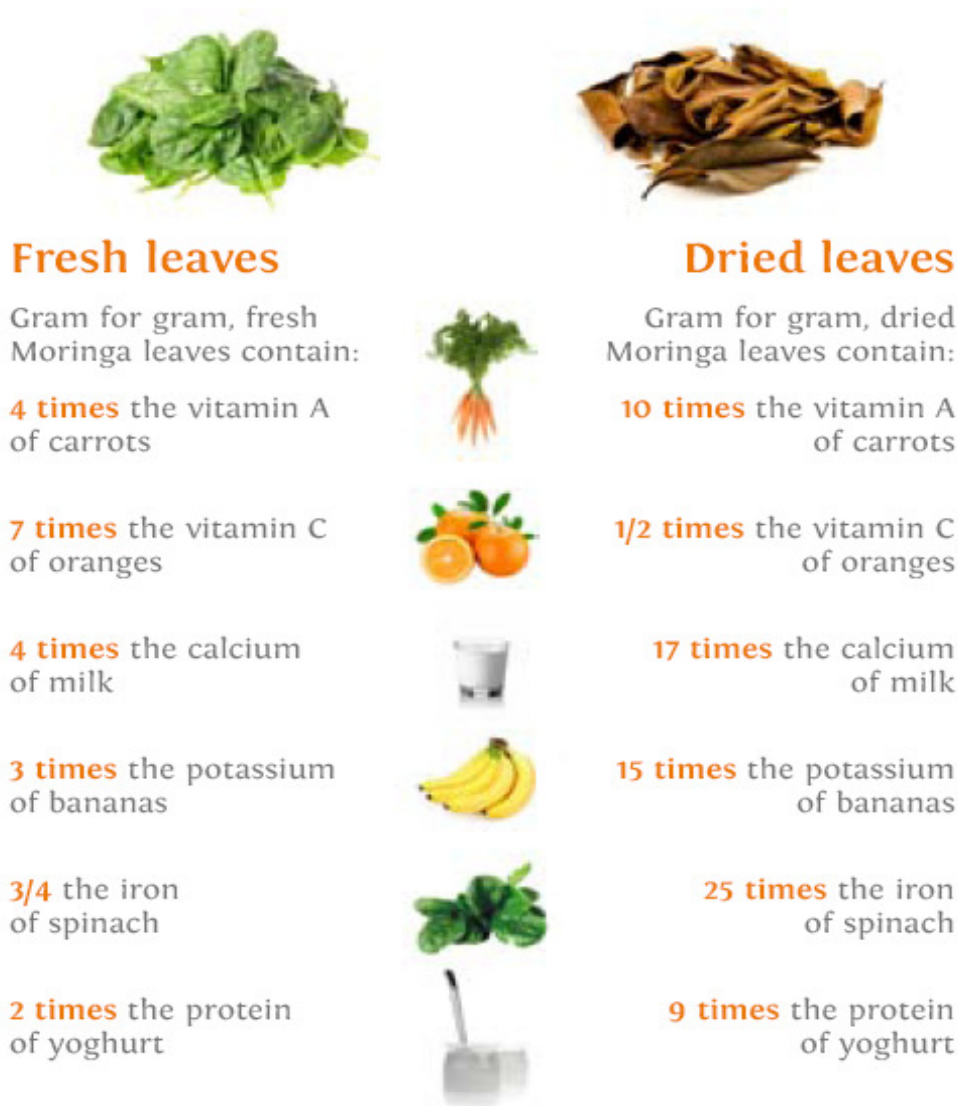 Fresh leaves
Gram for gram, fresh
Moringa leaves contain:
4 times the vitamin A
of carrots
7 times the vitamin C
of oranges
4 times the calcium
of milk
3 times the potassium
of bananas
3/4 the iron
of spinach
2 times the protein
of yoghurt
Dried leaves
Gram for gram, dried
Moringa leaves contain:
10 times the vitamin A
of carrots
1/2 times the vitamin C
of oranges
17 times the calcium
of milk
15 times the potassium
of bananas
25 times the iron
of spinach
9 times the protein
of yoghurt